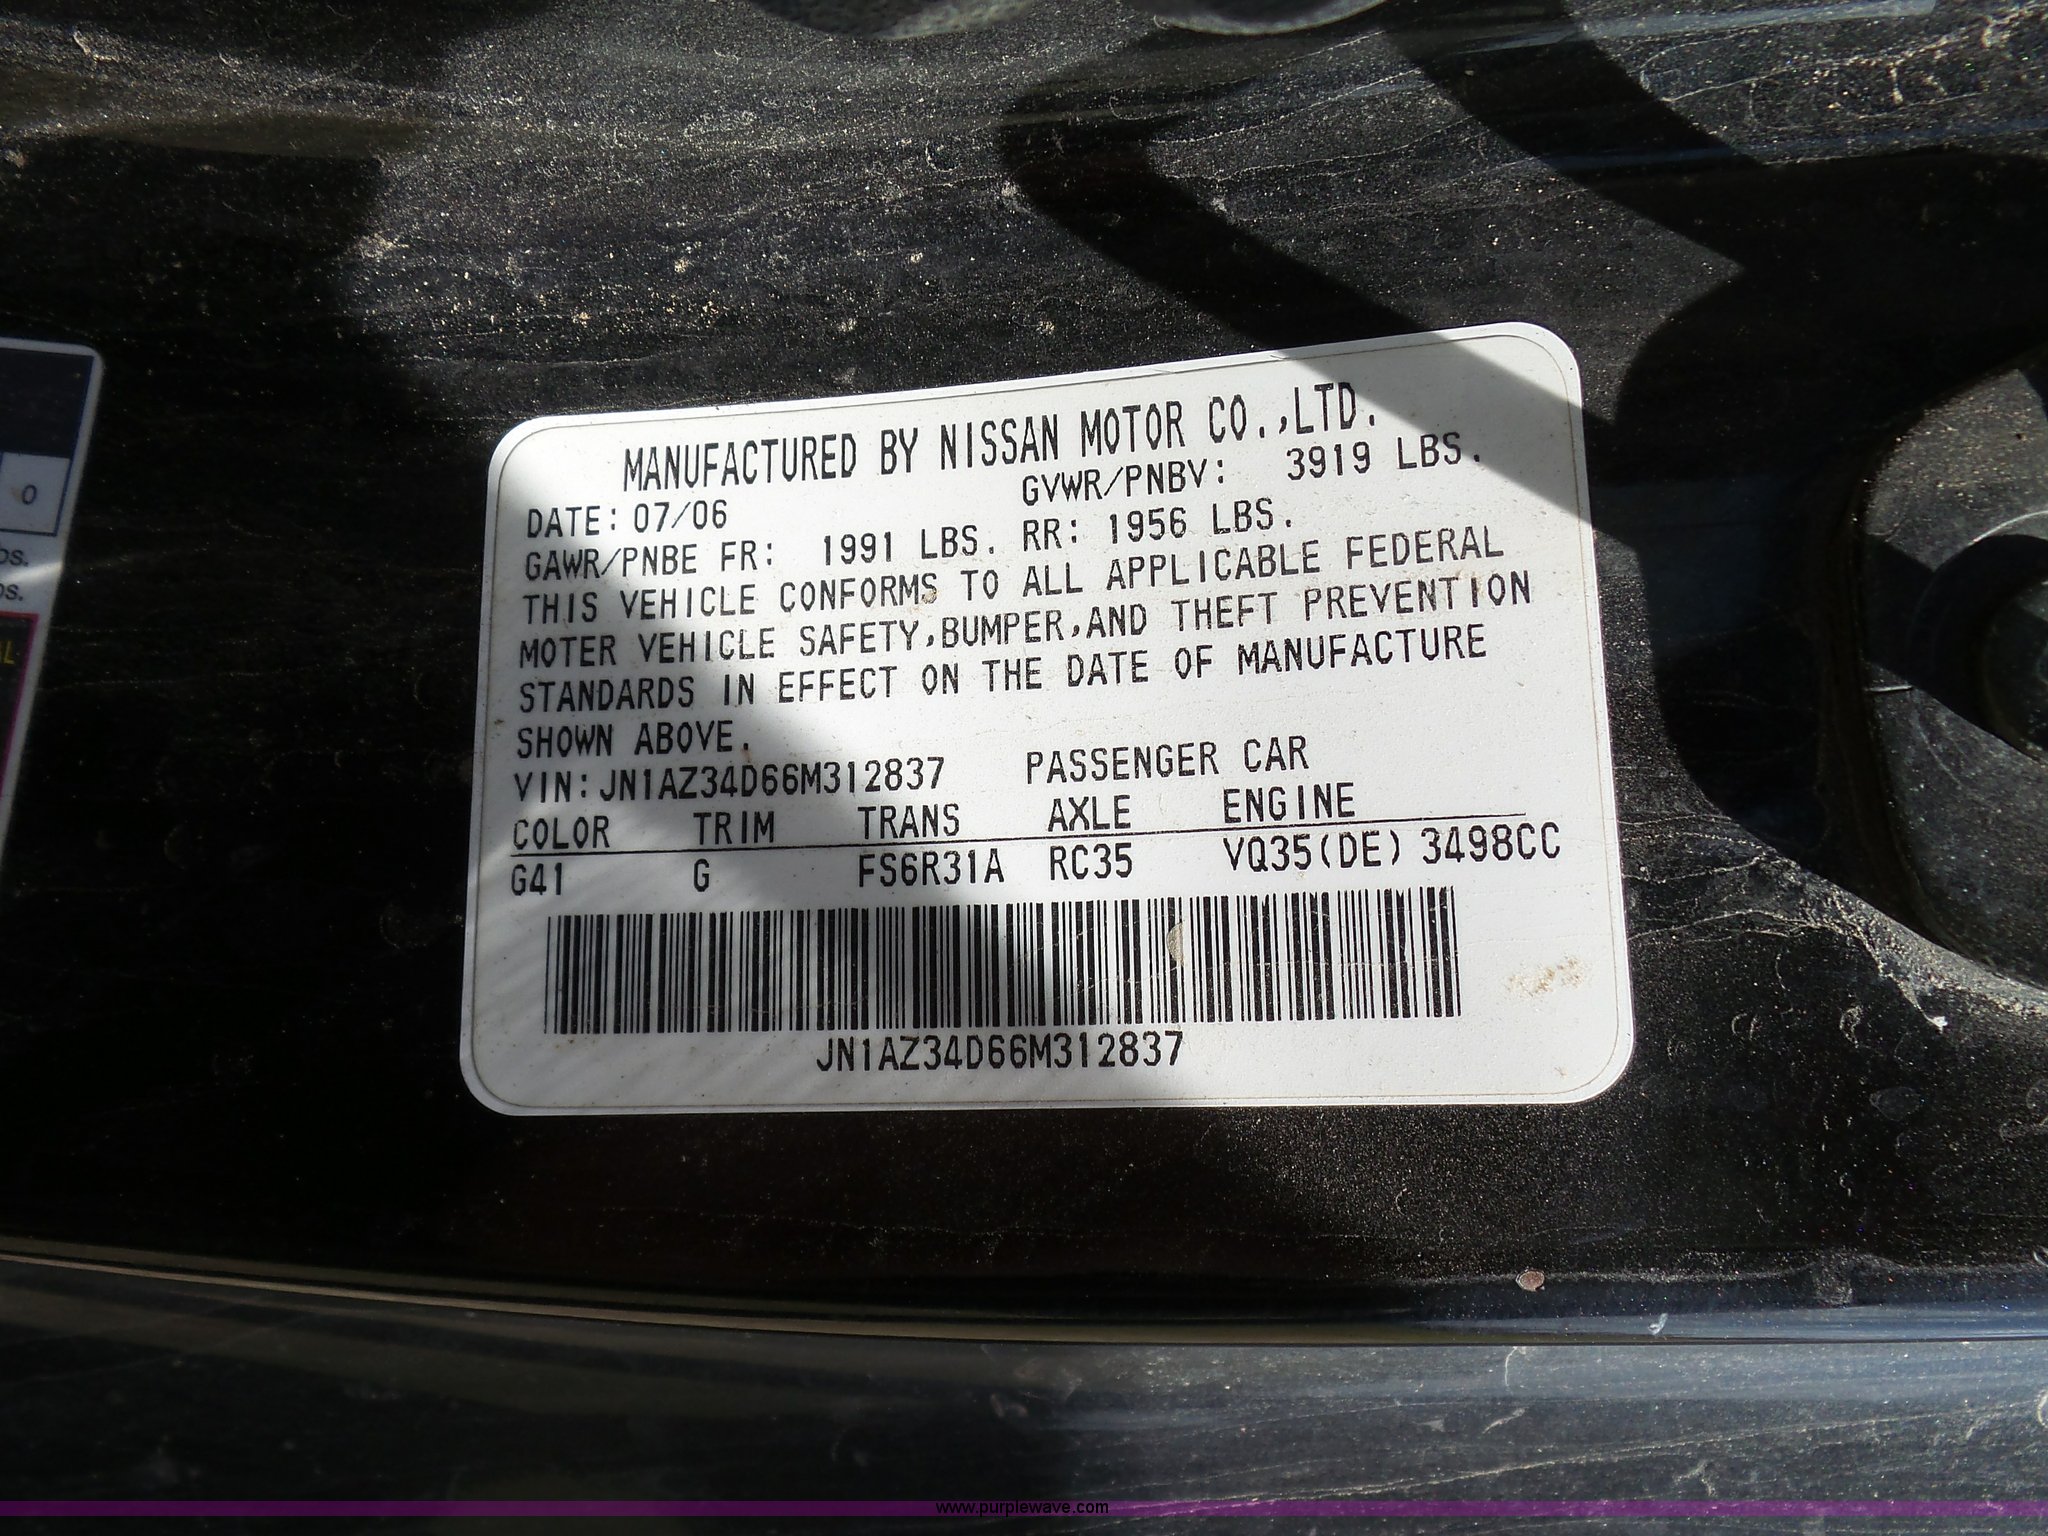 MANUFACTURED BY NISSAN MOTOR CO.,LTD.
DATE: 07/06 GVWR/PNBV: 3919 LBS.
GAWR/PNBE FR: 1991 LBS. RR: 1956 LBS.
THIS VEHICLE CONFORMS TO ALL APPLICABLE FEDERAL
MOTER VEHICLE SAFETY,BUMPER,AND THEFT PREVENTION
STANDARDS IN EFFECT ON THE DATE OF MANUFACTURE
SHOWN ABOVE.
VIN: JN1AZ34D66M312837 PASSENGER CAR
COLOR TRIM TRANS AXLE ENGINE
G41 G FS6R31A RC35 VQ35(DE) 3498CC
JN1AZ34D66M312837
0
www.purplewave.com